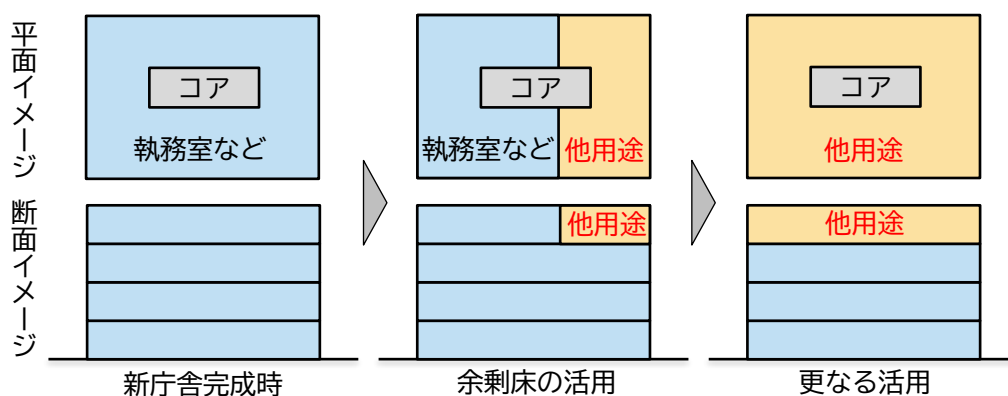 平面イメージ
コア
執務室など
コア
執務室など
他用途
コア
他用途
断面イメージ
他用途
他用途
新庁舎完成時
余剰床の活用
更なる活用